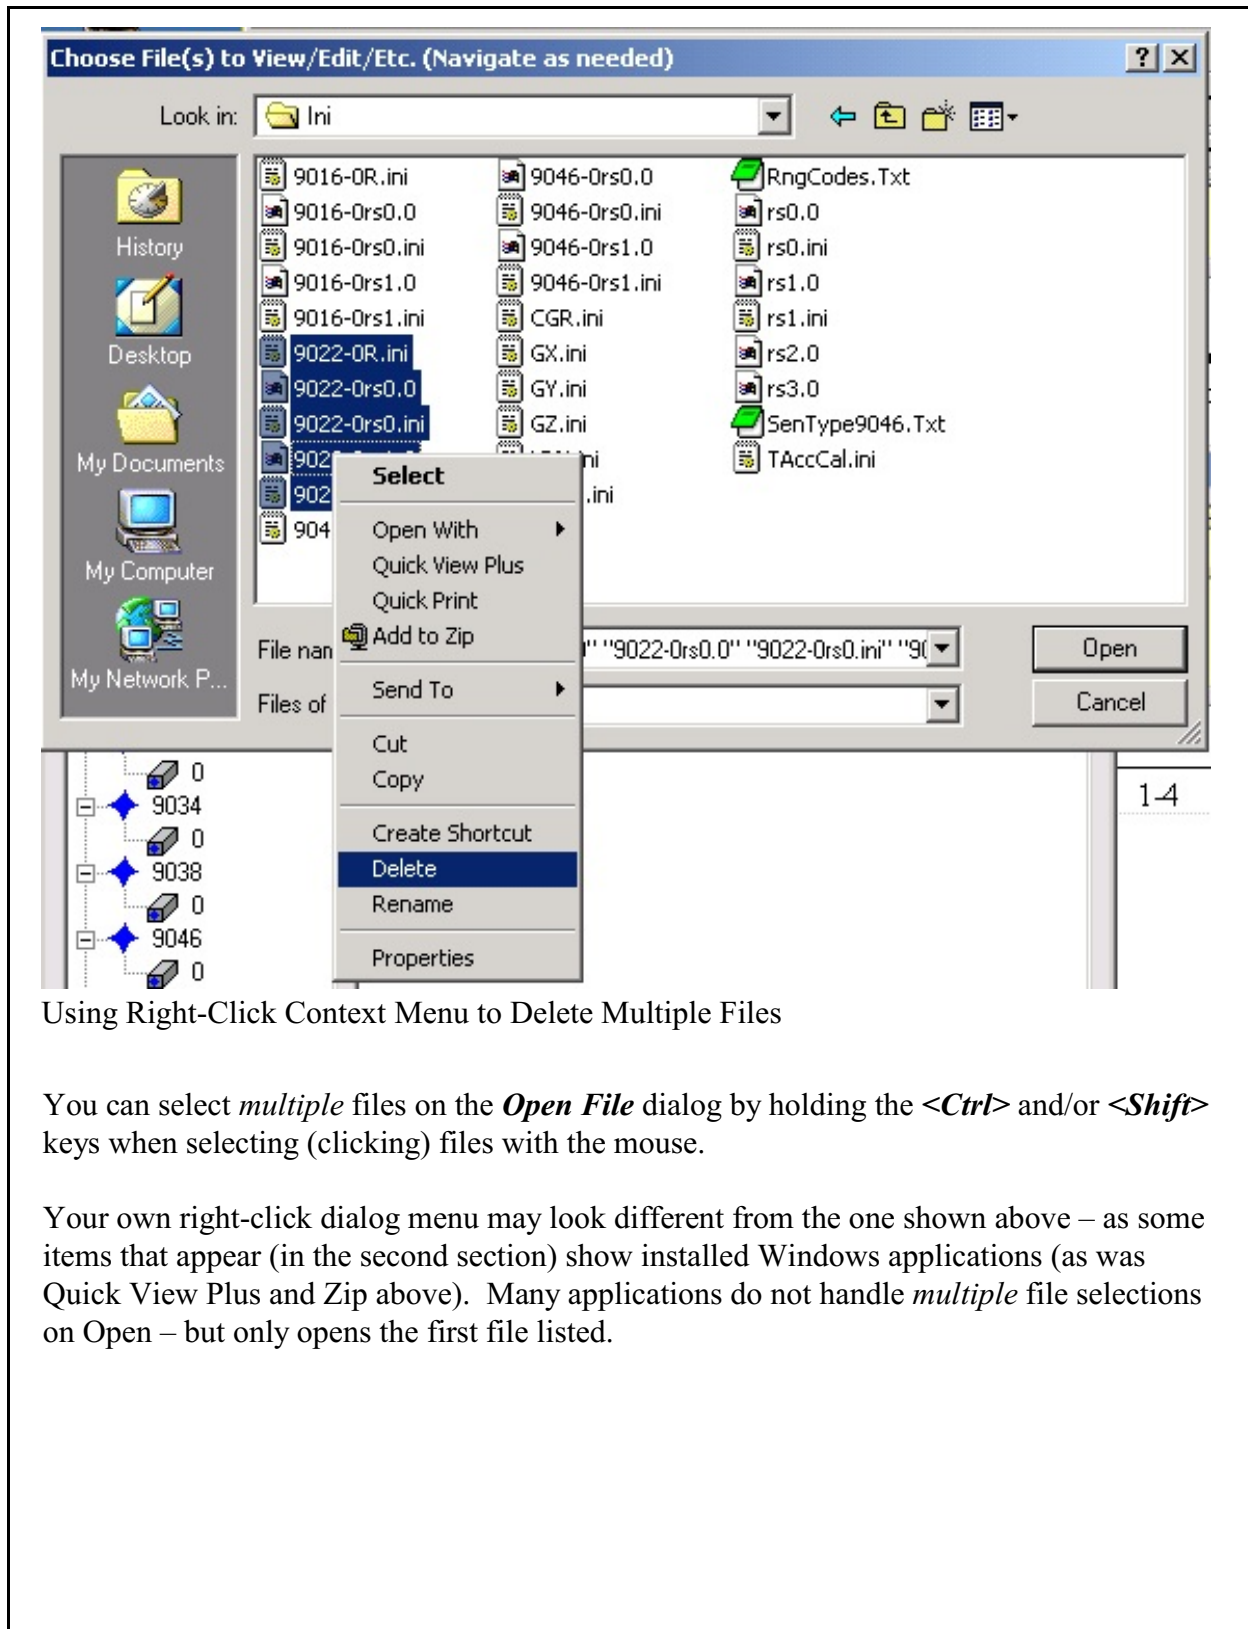 Choose File(s) to View/Edit/Etc. (Navigate as needed)
Look in:
Ini
History
Desktop
My Documents
My Computer
My Network P...
9016-0R.ini
9016-0rs0.0
9016-0rs0.ini
9016-0rs1.0
9016-0rs1.ini
9022-0R.ini
9022-0rs0.0
9022-0rs0.ini
902
904
9046-0rs0.0
9046-0rs0.ini
9046-0rs1.0
9046-0rs1.ini
CGR.ini
GX.ini
GY.ini
GZ.ini
.ini
RngCodes.Txt
rs0.0
rs0.ini
rs1.0
rs1.ini
rs2.0
rs3.0
SenType9046.Txt
TAccCal.ini
File nan
" "9022-0rs0.0" "9022-0rs0.ini" "9(
Open
Files of
Cancel
Select
Open With
Quick View Plus
Quick Print
Add to Zip
Send To
Cut
Copy
Create Shortcut
Delete
Rename
Properties
0
9034
0
9038
0
9046
0
1-4
Using Right-Click Context Menu to Delete Multiple Files
You can select multiple files on the Open File dialog by holding the <Ctrl> and/or <Shift>
keys when selecting (clicking) files with the mouse.
Your own right-click dialog menu may look different from the one shown above – as some
items that appear (in the second section) show installed Windows applications (as was
Quick View Plus and Zip above).  Many applications do not handle multiple file selections
on Open – but only opens the first file listed.